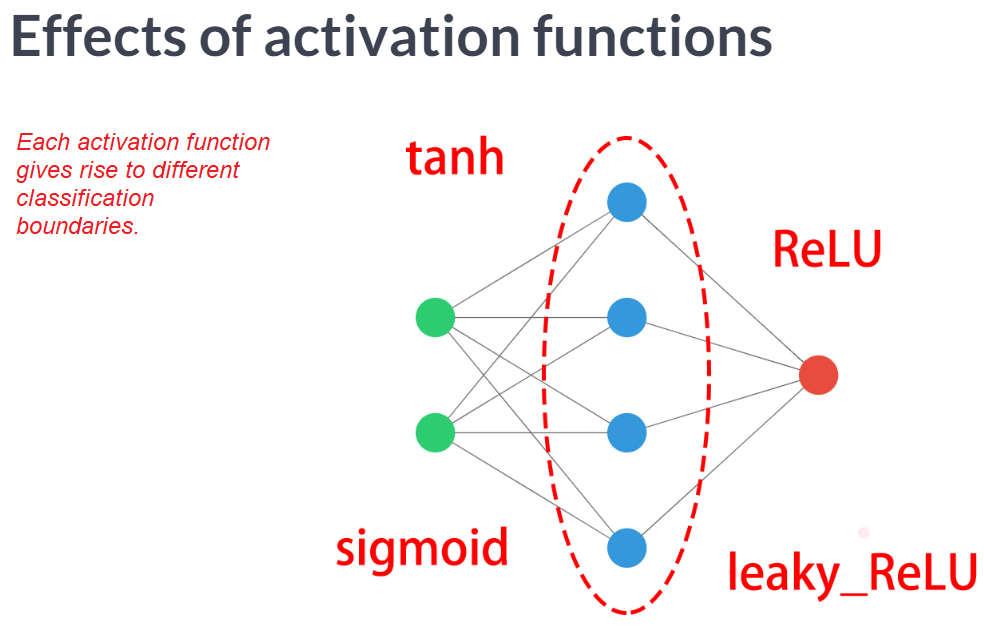 Effects of activation functions
Each activation function
gives rise to different
classification
boundaries.
tanh
ReLU
sigmoid
leaky_ReLU